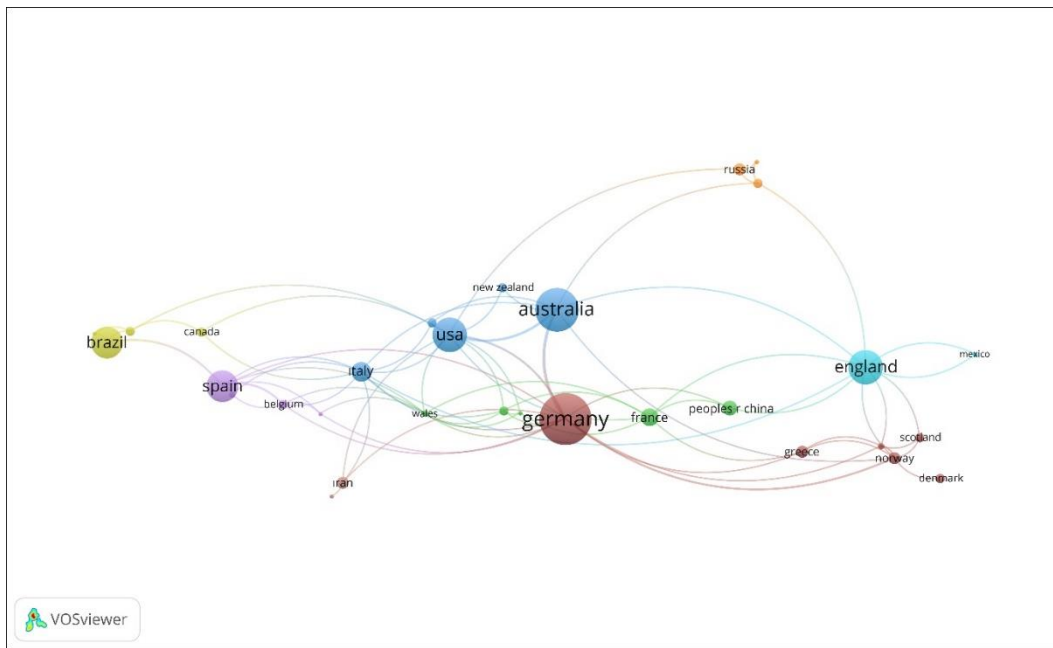 russia
new zealand
australia
brazil
canada
usa
england
mexico
italy
spain
belgium
wales
germany
france
peoples r china
greece
scotland
norway
denmark
iran
VOSviewer